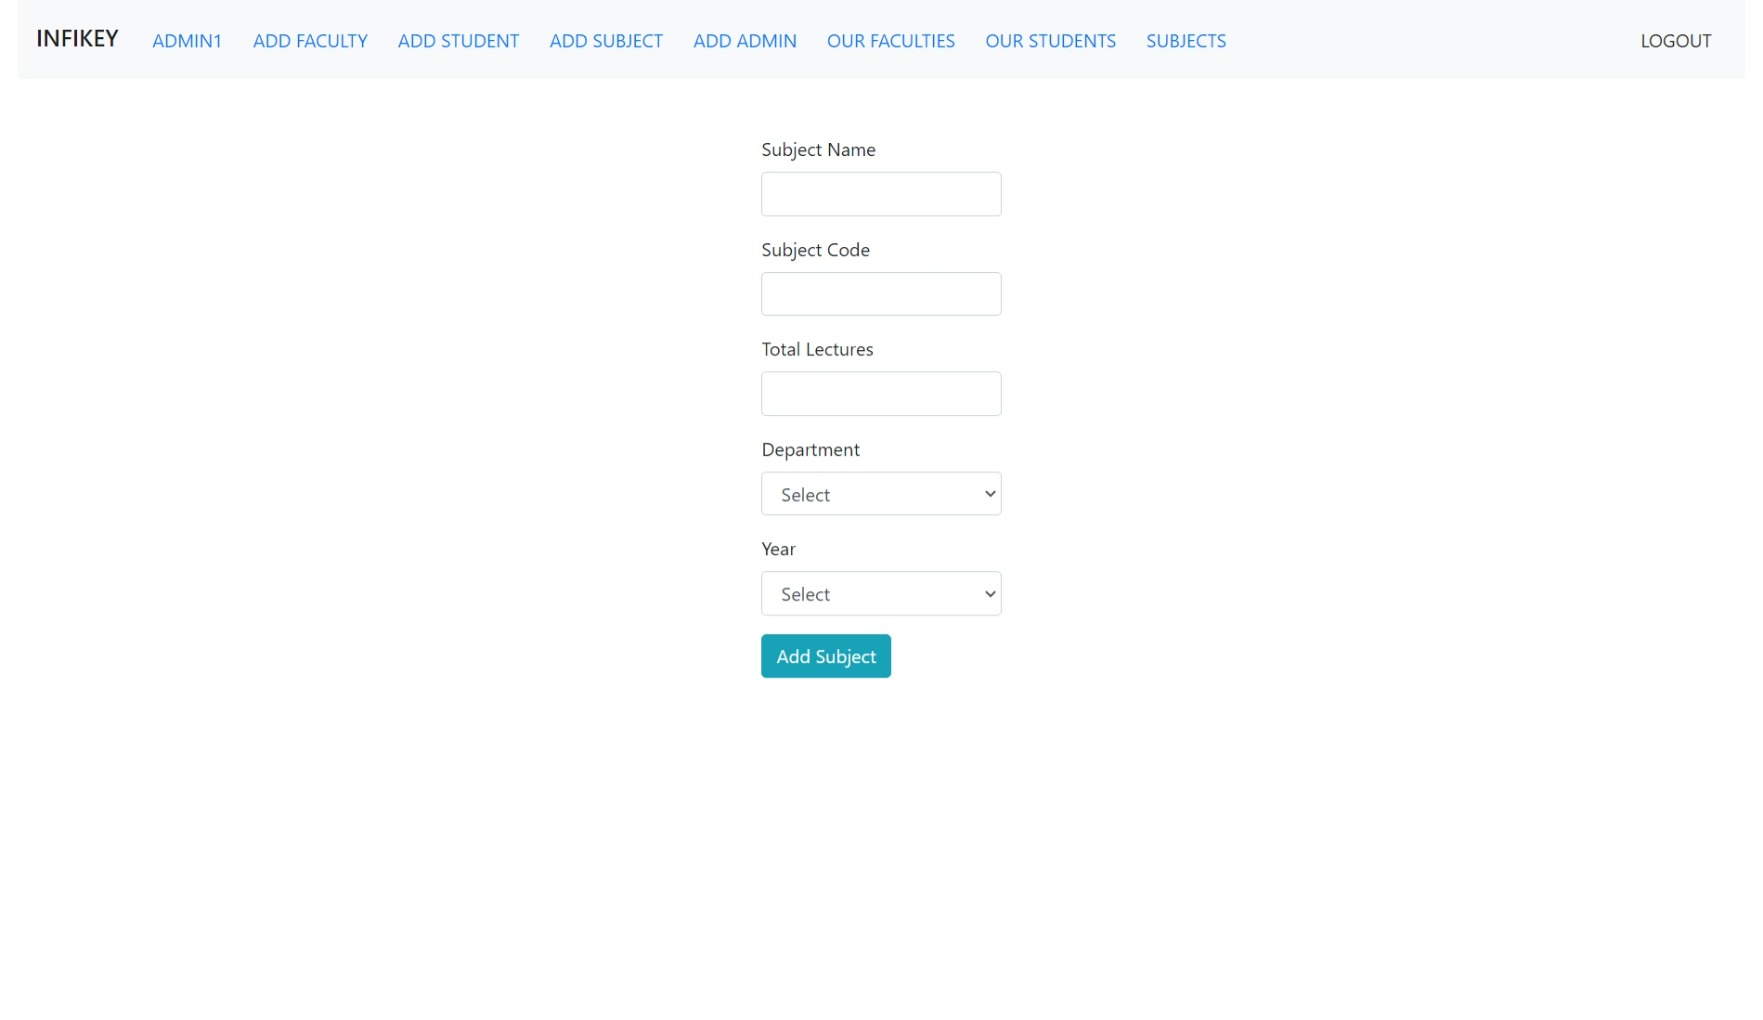 INFIKEY ADMIN1 ADD FACULTY ADD STUDENT ADD SUBJECT ADD ADMIN OUR FACULTIES OUR STUDENTS SUBJECTS LOGOUT
Subject Name
Subject Code
Total Lectures
Department
Select
Year
Select
Add Subject